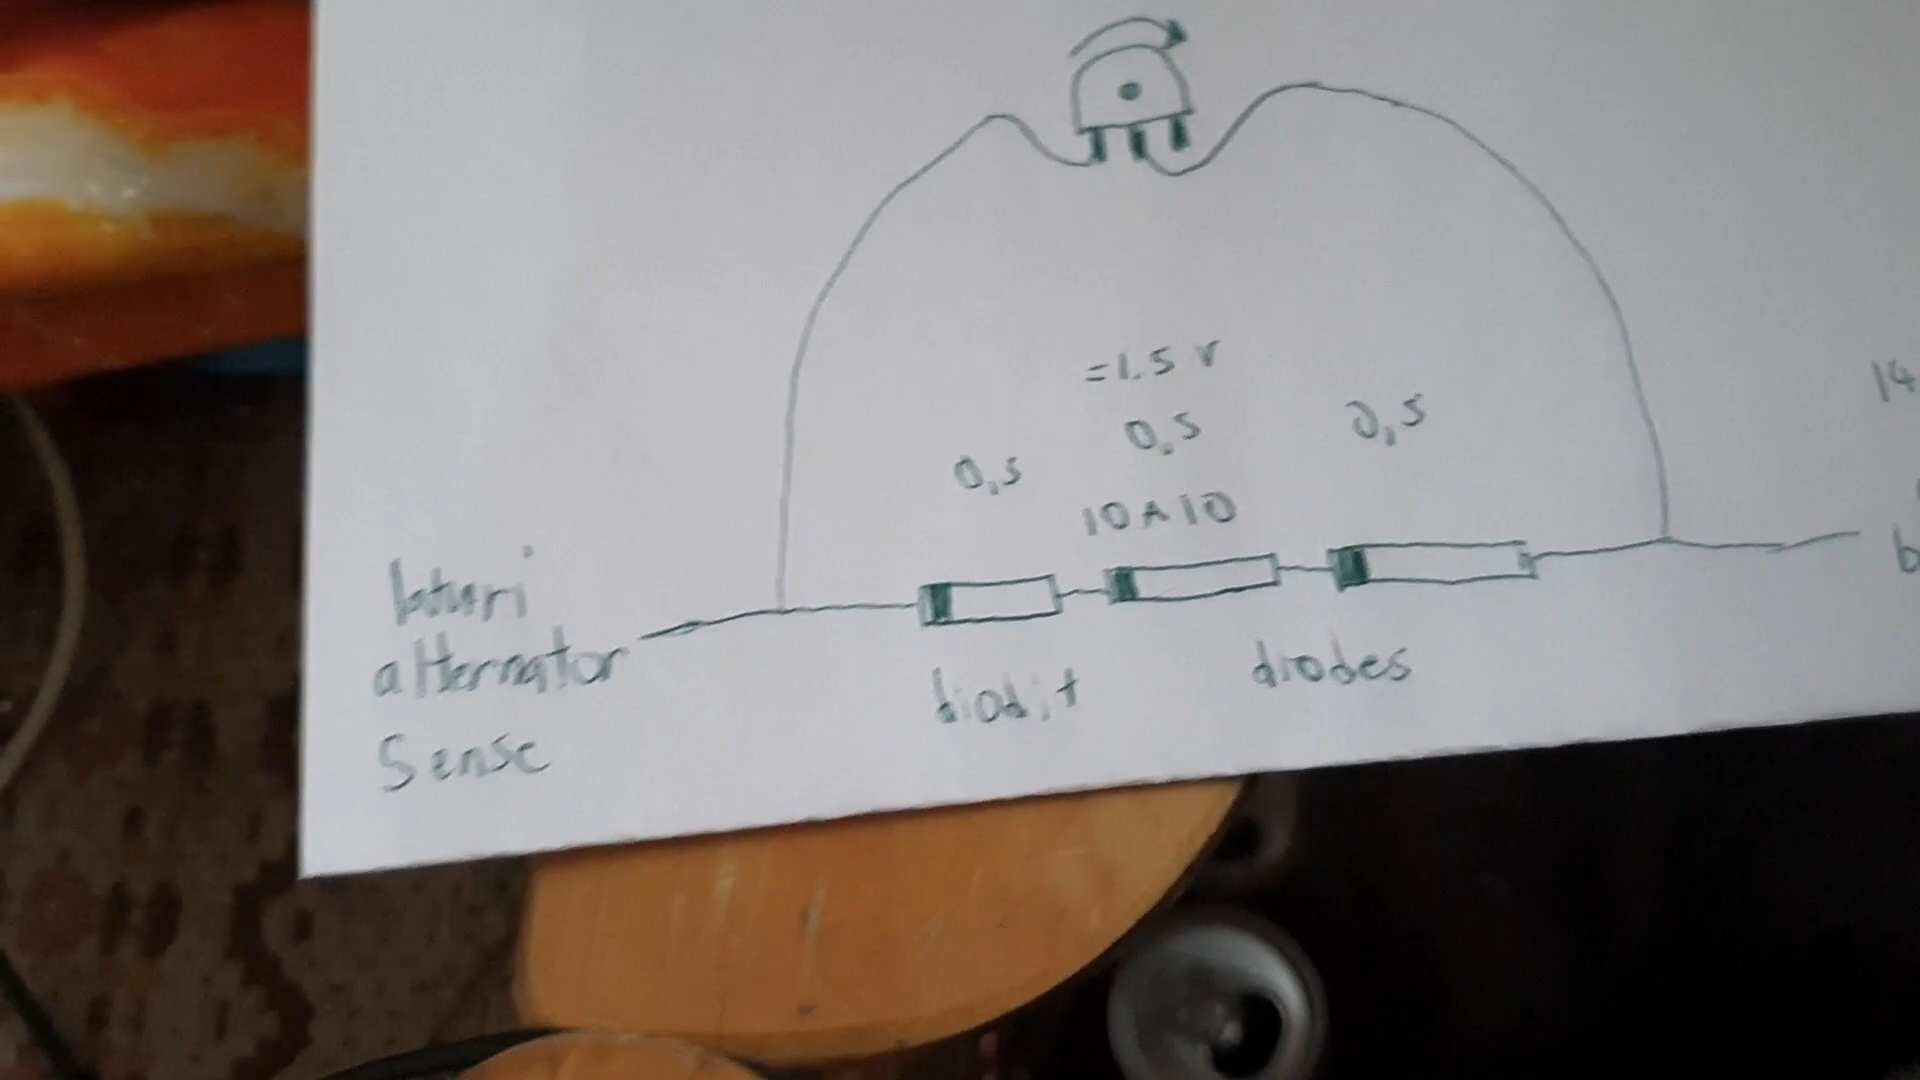 =1.5 V
0,5
0,5
0,5
10A10
14
laturi
alternator
sense
diodit
diodes
b